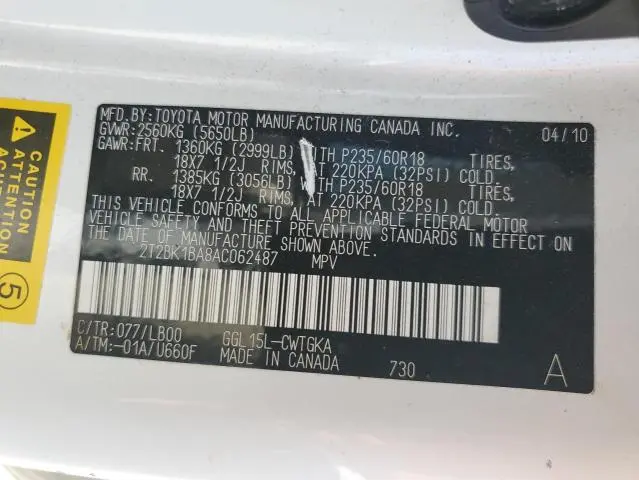 MFD.BY:TOYOTA MOTOR MANUFACTURING CANADA INC. 04/10
GVWR:2560KG (5650LB)
GAWR:FRT. 1360KG (2999LB) WITH P235/60R18 TIRES,
18X7 1/2J RIMS, AT 220KPA (32PSI) COLD.
RR. 1385KG (3056LB) WITH P235/60R18 TIRES,
18X7 1/2J RIMS, AT 220KPA (32PSI) COLD.
THIS VEHICLE CONFORMS TO ALL APPLICABLE FEDERAL MOTOR
VEHICLE SAFETY AND THEFT PREVENTION STANDARDS IN EFFECT ON
THE DATE OF MANUFACTURE SHOWN ABOVE.
2T2BK1BA8AC062487 MPV
C/TR:077/LB00 GGL15L-CWTGKA
A/TM:-01A/U660F MADE IN CANADA 730 A
5